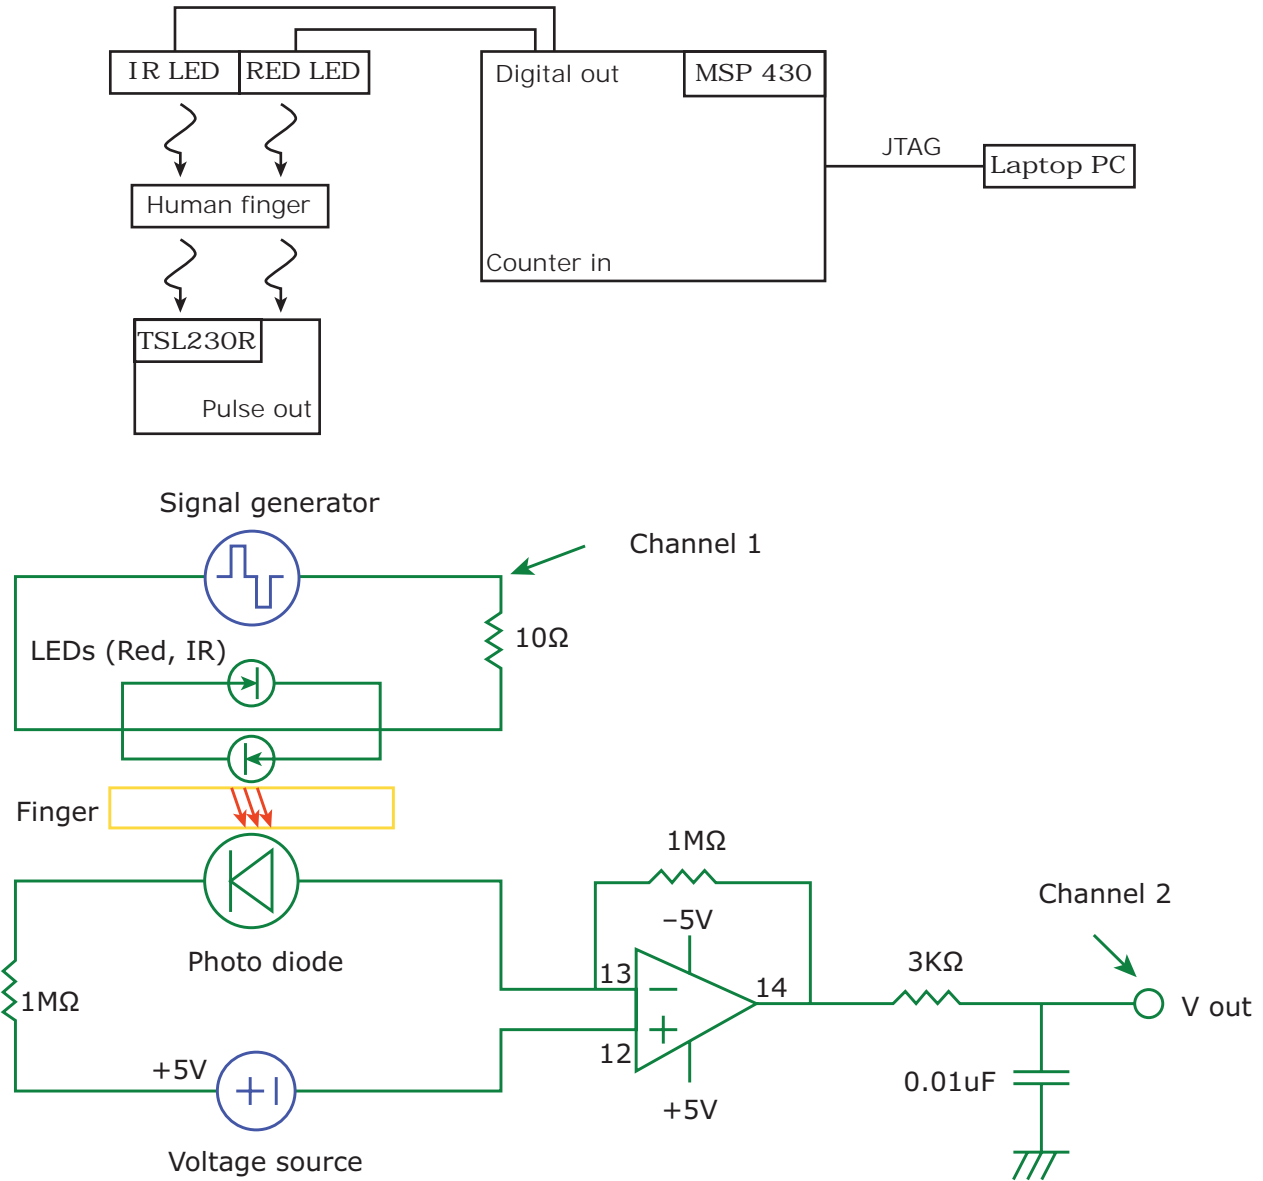 IR LED
RED LED
Digital out
MSP 430
JTAG
Laptop PC
Human finger
Counter in
TSL230R
Pulse out
Signal generator
Channel 1
10Ω
LEDs (Red, IR)
Finger
1MΩ
Channel 2
–5V
Photo diode
3KΩ
13
14
1MΩ
V out
12
+5V
0.01uF
+5V
Voltage source